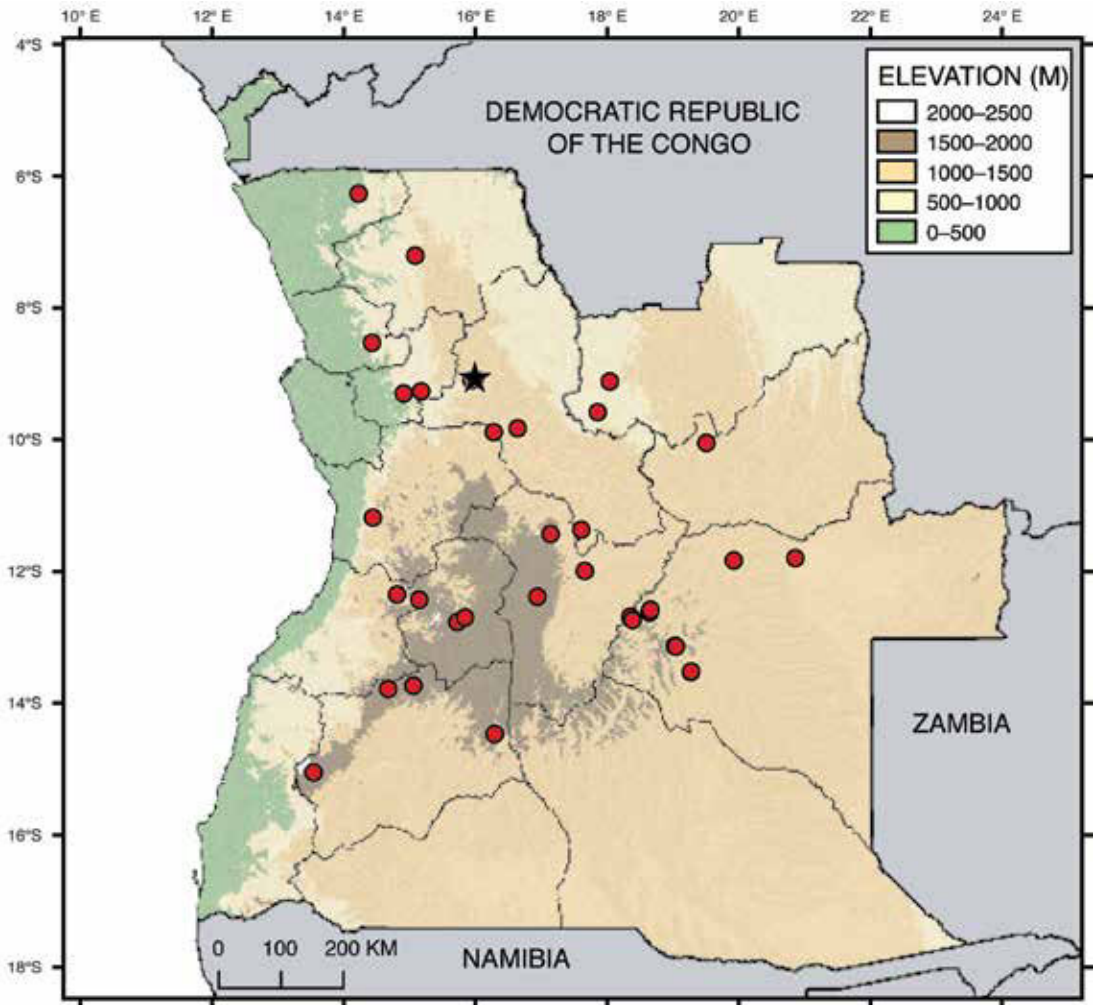 10° E 12° E 14° E 16° E 18° E 20° E 22° E 24° E
4°S
6°S
8°S
10°S
12°S
14°S
16°S
18°S
ELEVATION (M)
2000–2500
1500–2000
1000–1500
500–1000
0–500
DEMOCRATIC REPUBLIC
OF THE CONGO
ZAMBIA
NAMIBIA
0 100 200 KM